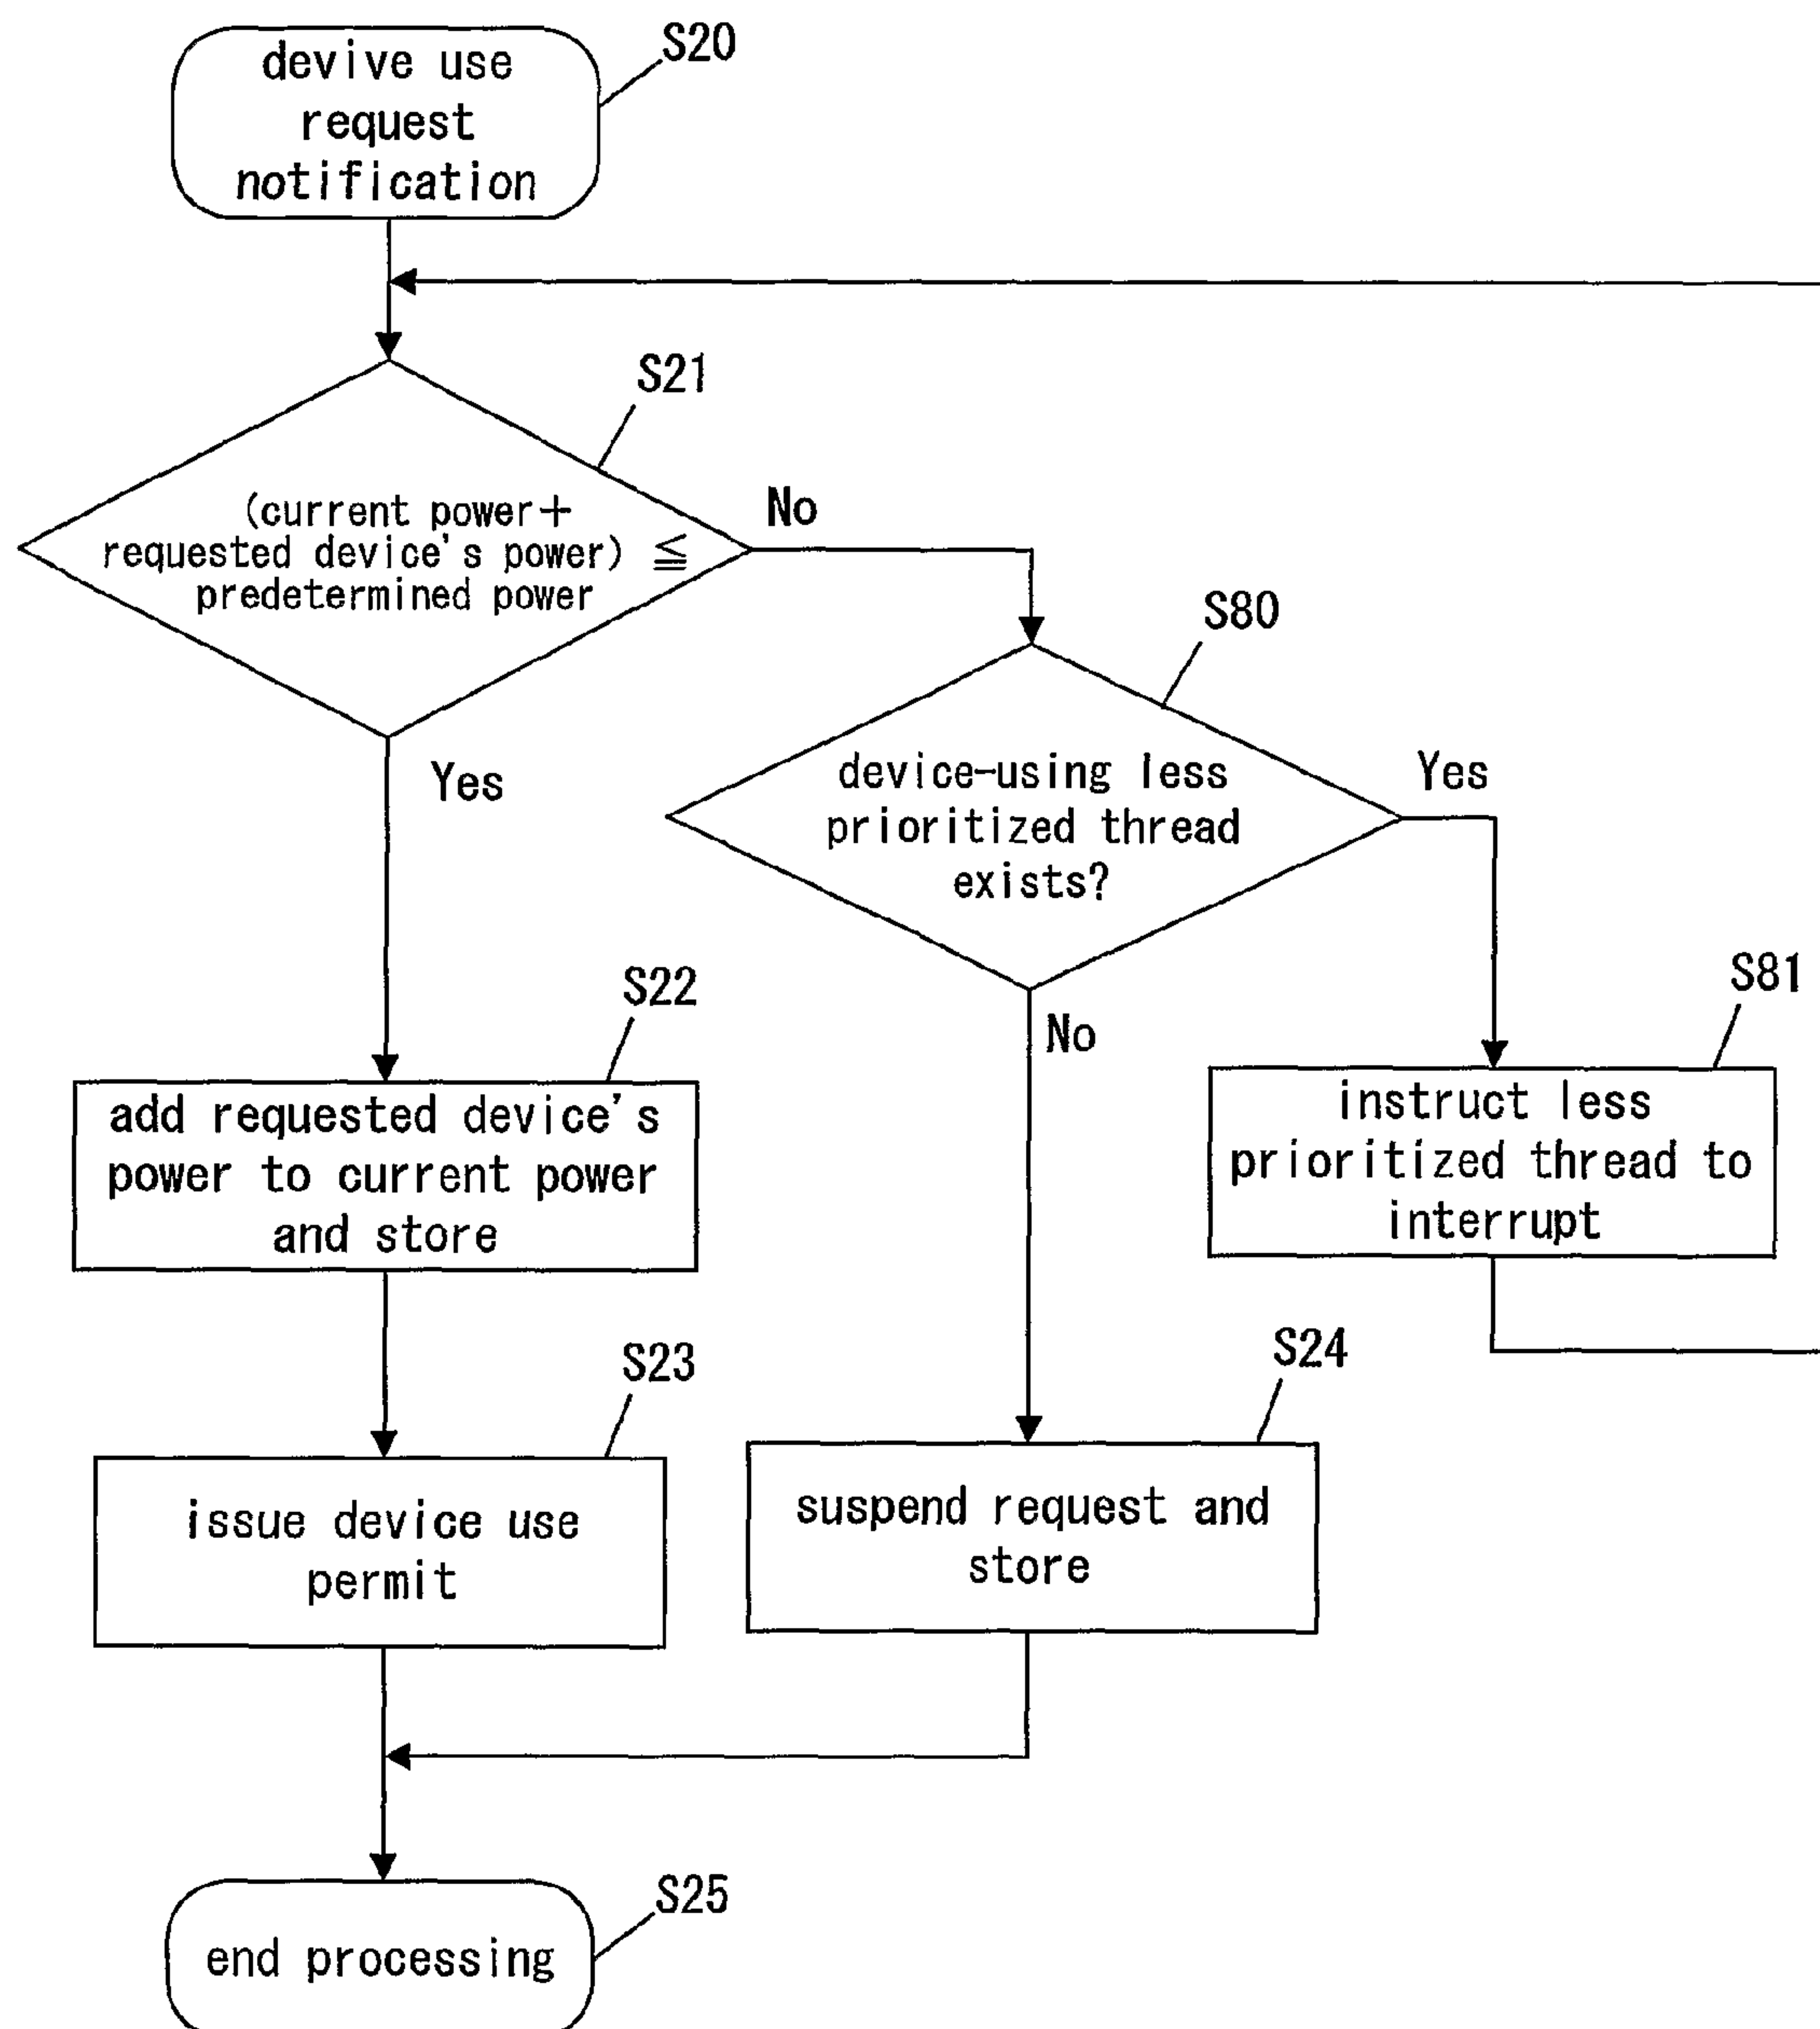 devive use
request
notification
S20
S21
(current power+
requested device's power) ≦
predetermined power
No
Yes
S80
device-using less
prioritized thread
exists?
Yes
No
S22
add requested device's
power to current power
and store
S81
instruct less
prioritized thread to
interrupt
S23
issue device use
permit
S24
suspend request and
store
S25
end processing